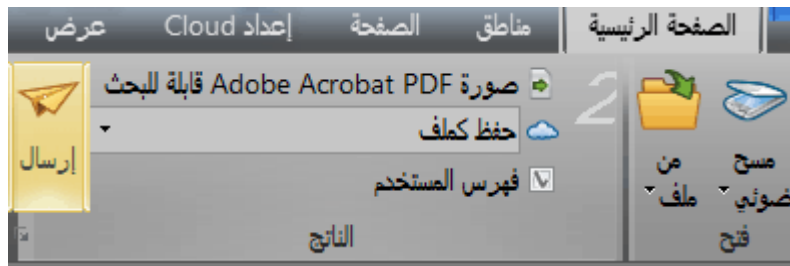 الصفحة الرئيسية
مناطق
الصفحة
إعداد Cloud
عرض
مسح ضوئي
من ملف
فتح
2
صورة Adobe Acrobat PDF قابلة للبحث
حفظ كملف
فهرس المستخدم
إرسال
الناتج